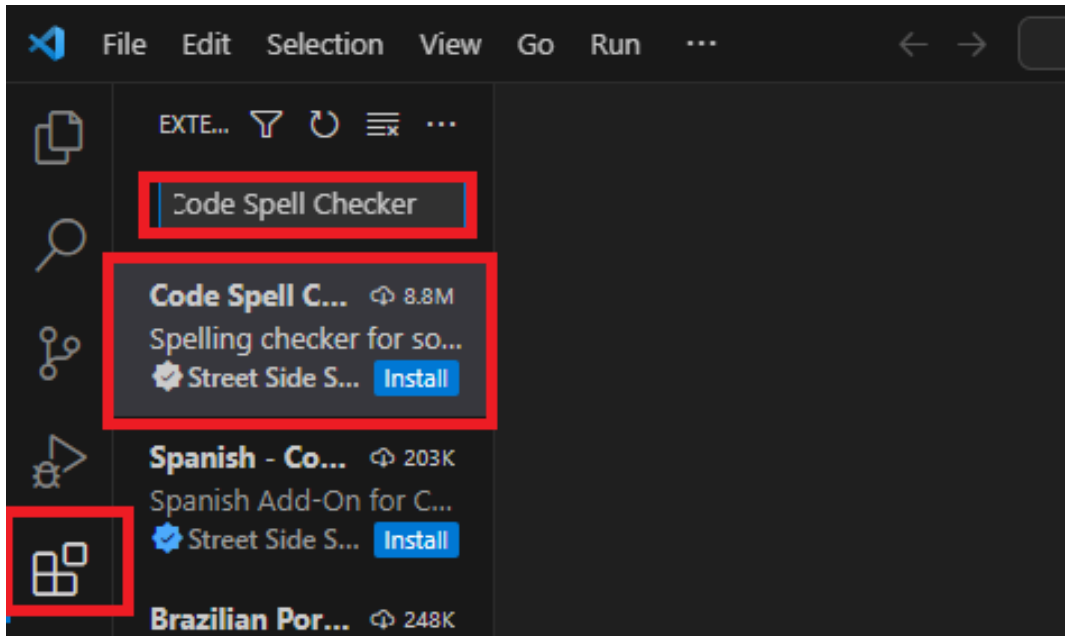 File Edit Selection View Go Run ...
EXTE...
Code Spell Checker
Code Spell C... 8.8M
Spelling checker for so...
Street Side S... Install
Spanish - Co... 203K
Spanish Add-On for C...
Street Side S... Install
Brazilian Por... 248K